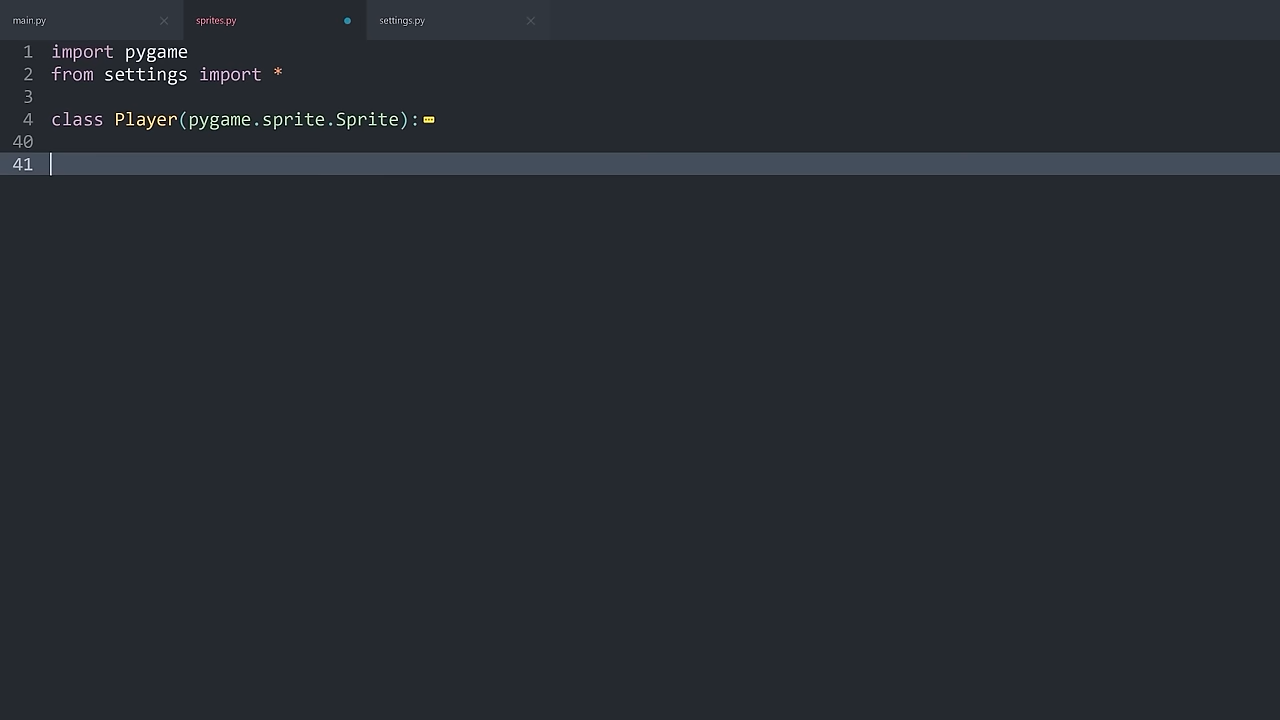 main.py
sprites.py
settings.py
1 import pygame
2 from settings import *
3
4 class Player(pygame.sprite.Sprite):
40
41